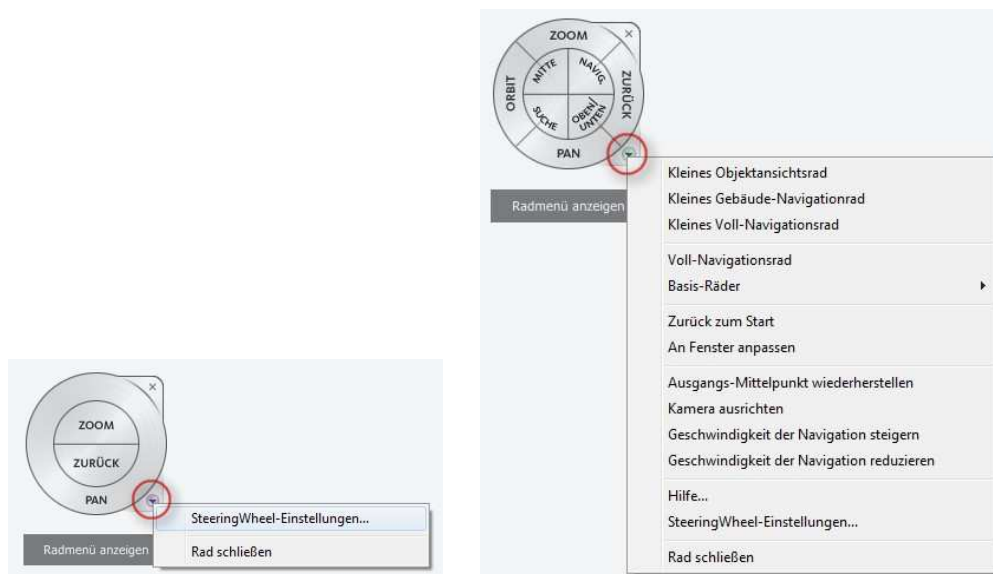 ZOOM
ZURÜCK
PAN
Radmenü anzeigen
SteeringWheel-Einstellungen...
Rad schließen
ZOOM
ORBIT
MITTE
NAVIG.
ZURÜCK
SUCHE
OBEN/
UNTEN
PAN
Radmenü anzeigen
Kleines Objektansichtsrad
Kleines Gebäude-Navigationrad
Kleines Voll-Navigationsrad
Voll-Navigationsrad
Basis-Räder
Zurück zum Start
An Fenster anpassen
Ausgangs-Mittelpunkt wiederherstellen
Kamera ausrichten
Geschwindigkeit der Navigation steigern
Geschwindigkeit der Navigation reduzieren
Hilfe...
SteeringWheel-Einstellungen...
Rad schließen